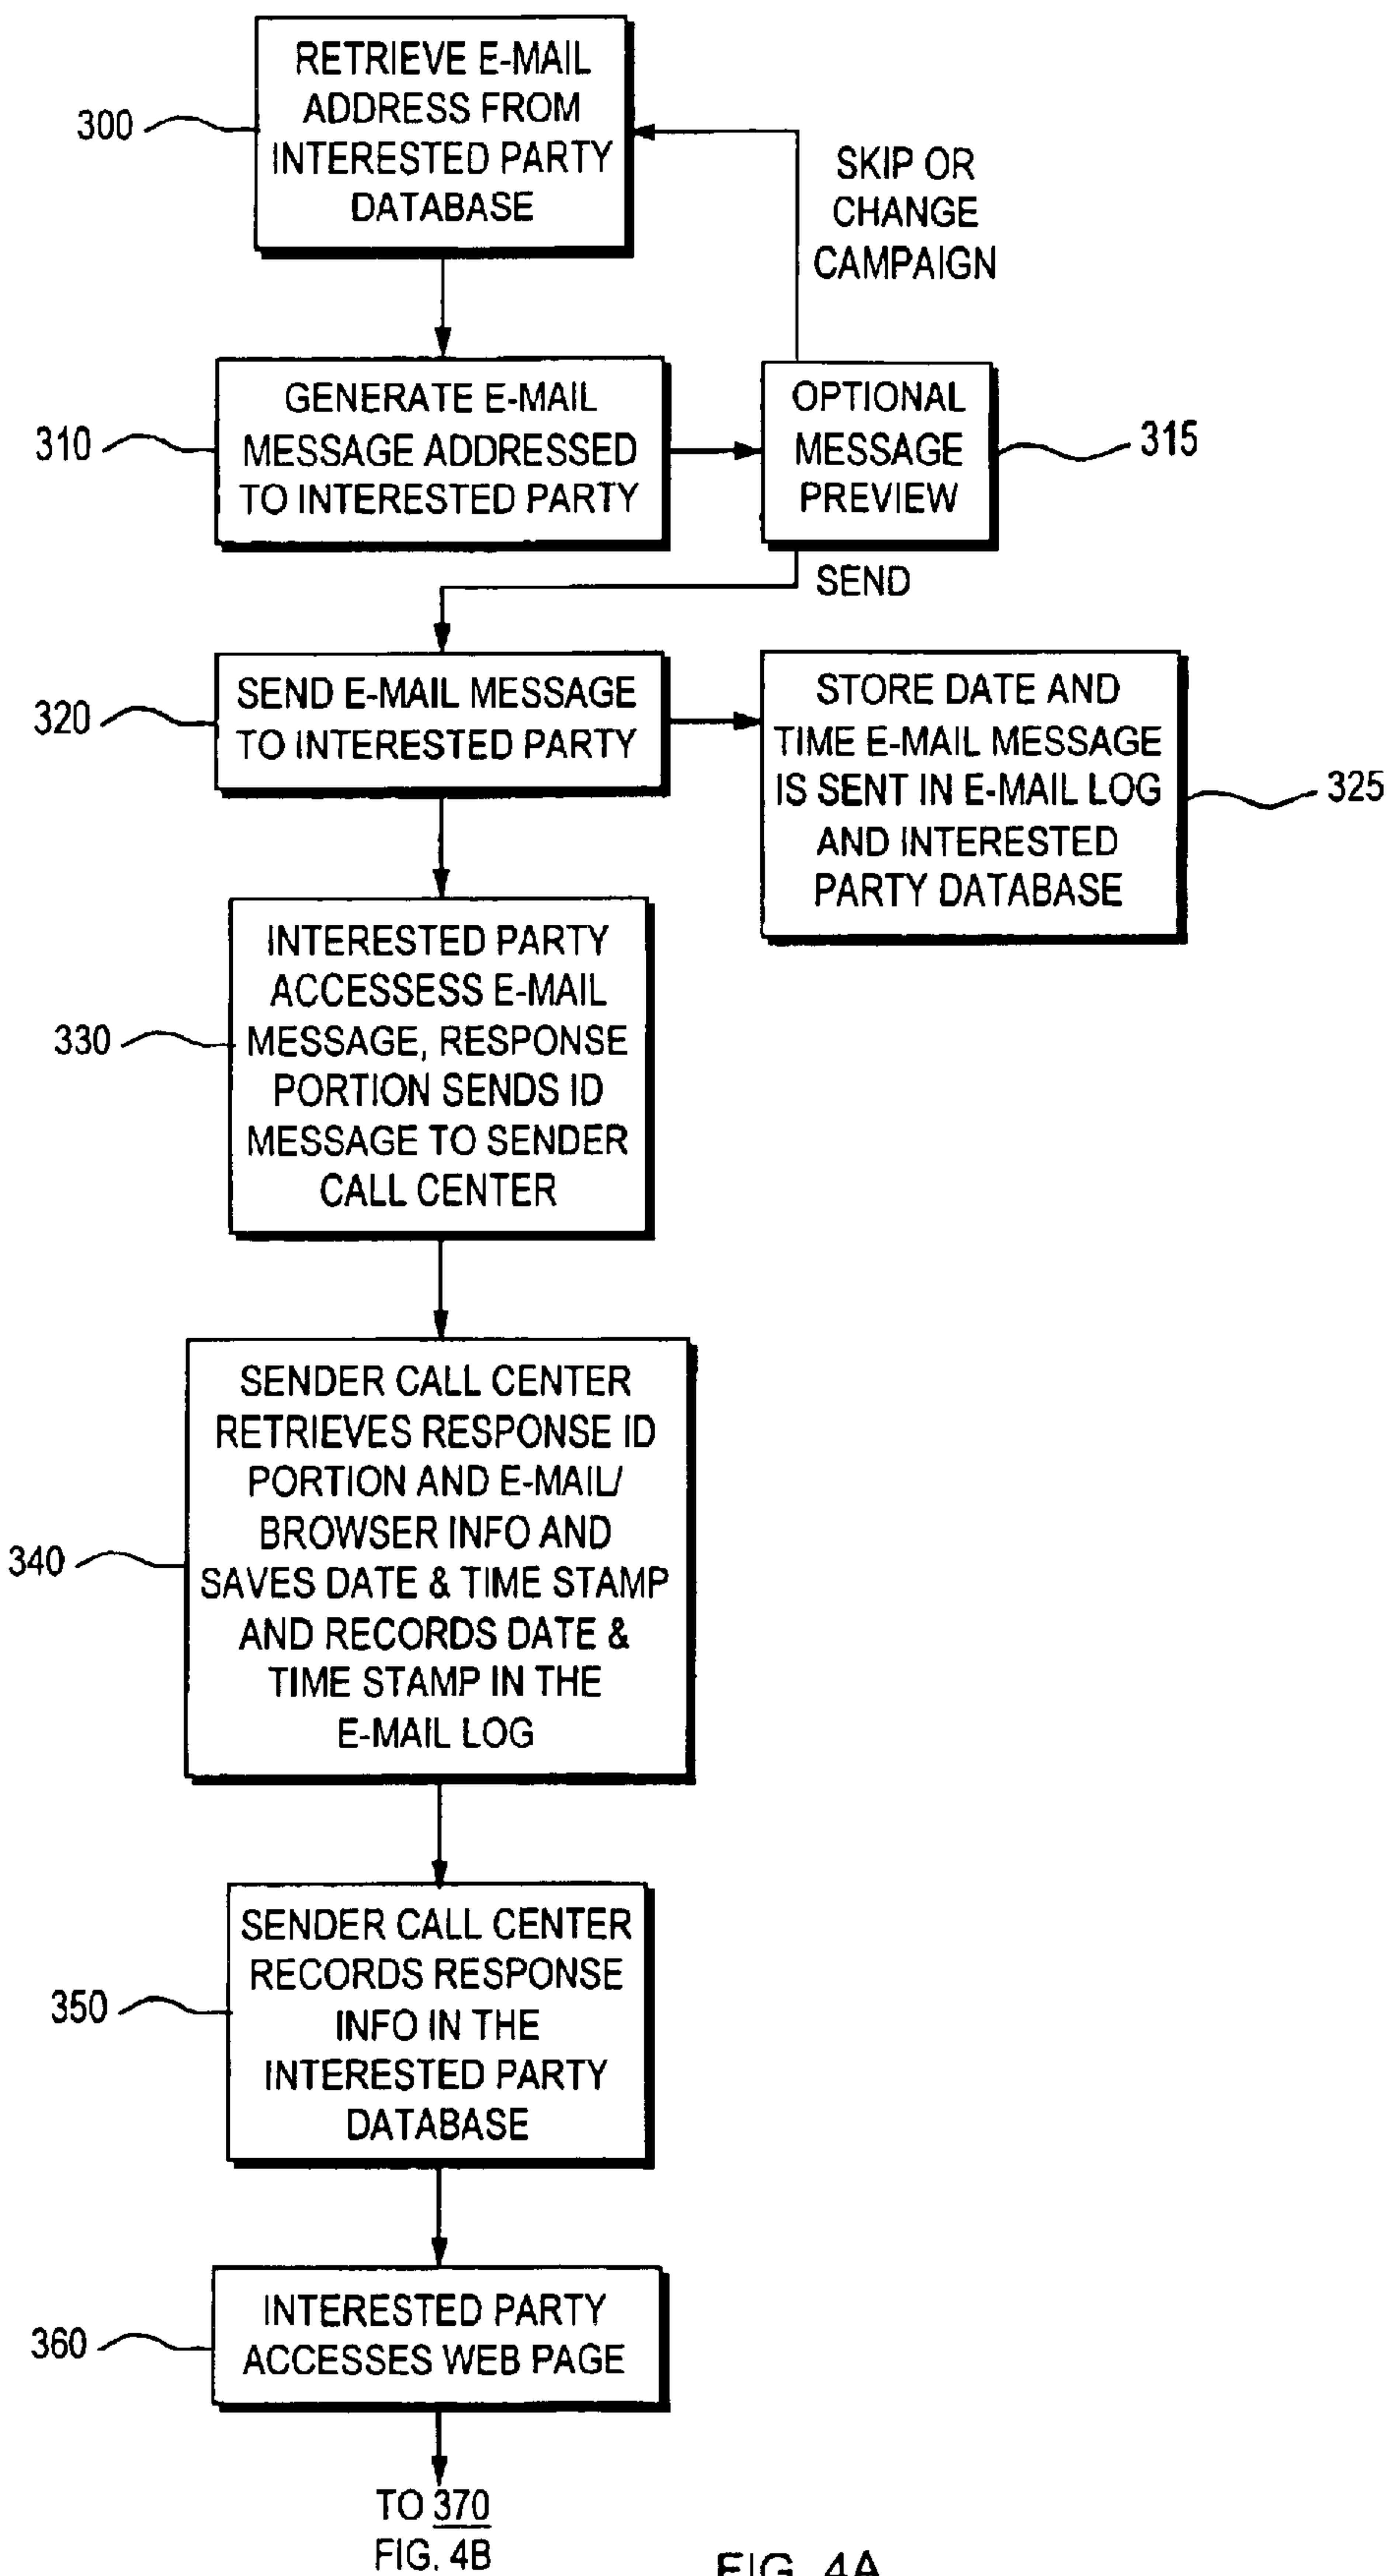 RETRIEVE E-MAIL
ADDRESS FROM
INTERESTED PARTY
DATABASE
300
SKIP OR
CHANGE
CAMPAIGN
GENERATE E-MAIL
MESSAGE ADDRESSED
TO INTERESTED PARTY
310
OPTIONAL
MESSAGE
PREVIEW
315
SEND
SEND E-MAIL MESSAGE
TO INTERESTED PARTY
320
STORE DATE AND
TIME E-MAIL MESSAGE
IS SENT IN E-MAIL LOG
AND INTERESTED
PARTY DATABASE
325
INTERESTED PARTY
ACCESSESS E-MAIL
MESSAGE, RESPONSE
PORTION SENDS ID
MESSAGE TO SENDER
CALL CENTER
330
SENDER CALL CENTER
RETRIEVES RESPONSE ID
PORTION AND E-MAIL/
BROWSER INFO AND
SAVES DATE & TIME STAMP
AND RECORDS DATE &
TIME STAMP IN THE
E-MAIL LOG
340
SENDER CALL CENTER
RECORDS RESPONSE
INFO IN THE
INTERESTED PARTY
DATABASE
350
INTERESTED PARTY
ACCESSES WEB PAGE
360
TO 370
FIG. 4B
FIG. 4A